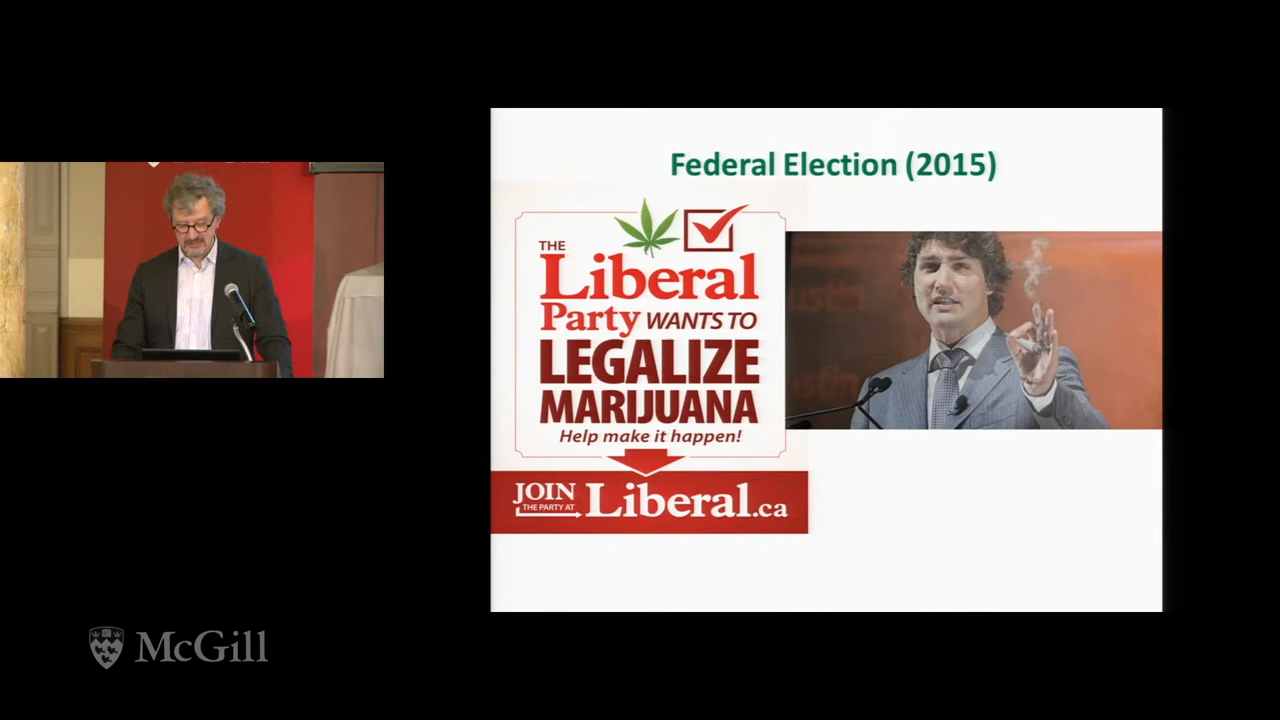 Federal Election (2015)
THE
Liberal
Party WANTS TO
LEGALIZE
MARIJUANA
Help make it happen!
JOIN
THE PARTY AT
Liberal.ca
ustin
McGill